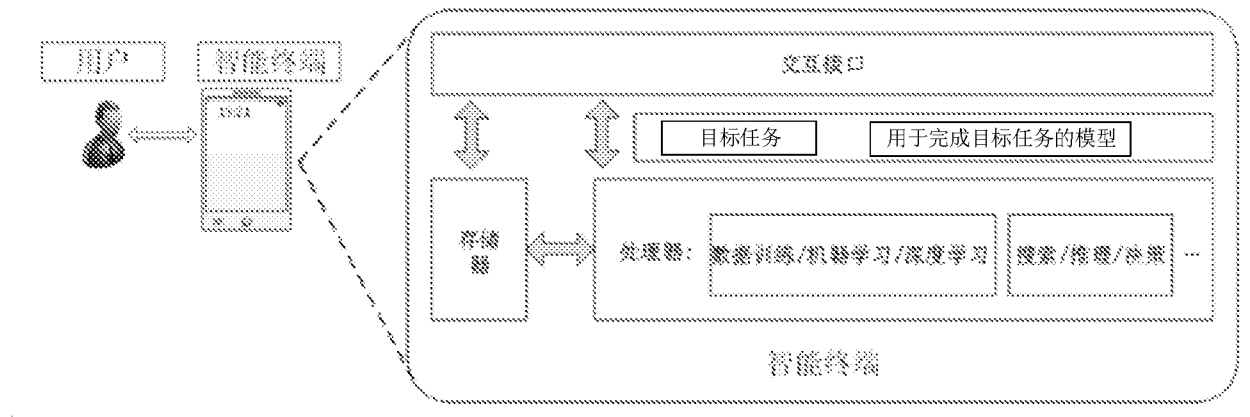 用户
智能终端
交互接口
目标任务
用于完成目标任务的模型
存储
器
处理器:
数据训练/机器学习/深度学习
搜索/推理/决策
...
智能终端